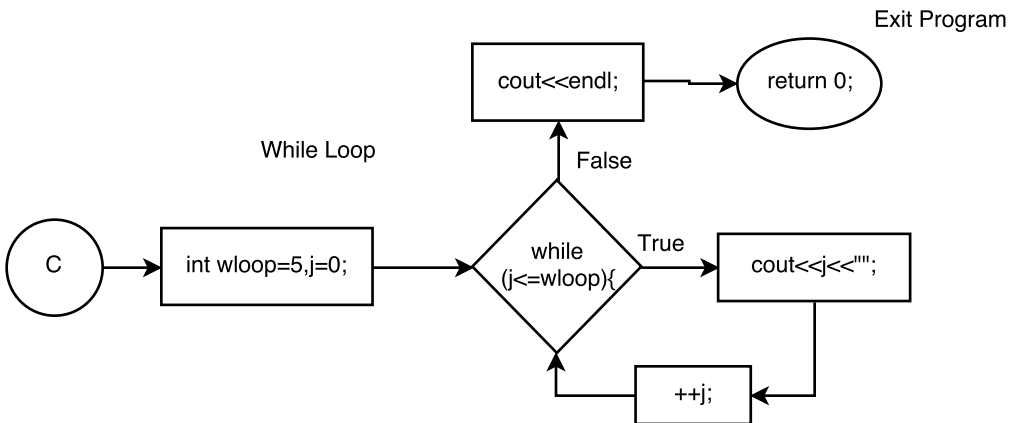 Exit Program
cout<<endl;
return 0;
While Loop
False
C
int wloop=5,j=0;
while
(j<=wloop){
True
cout<<j<<"";
++j;